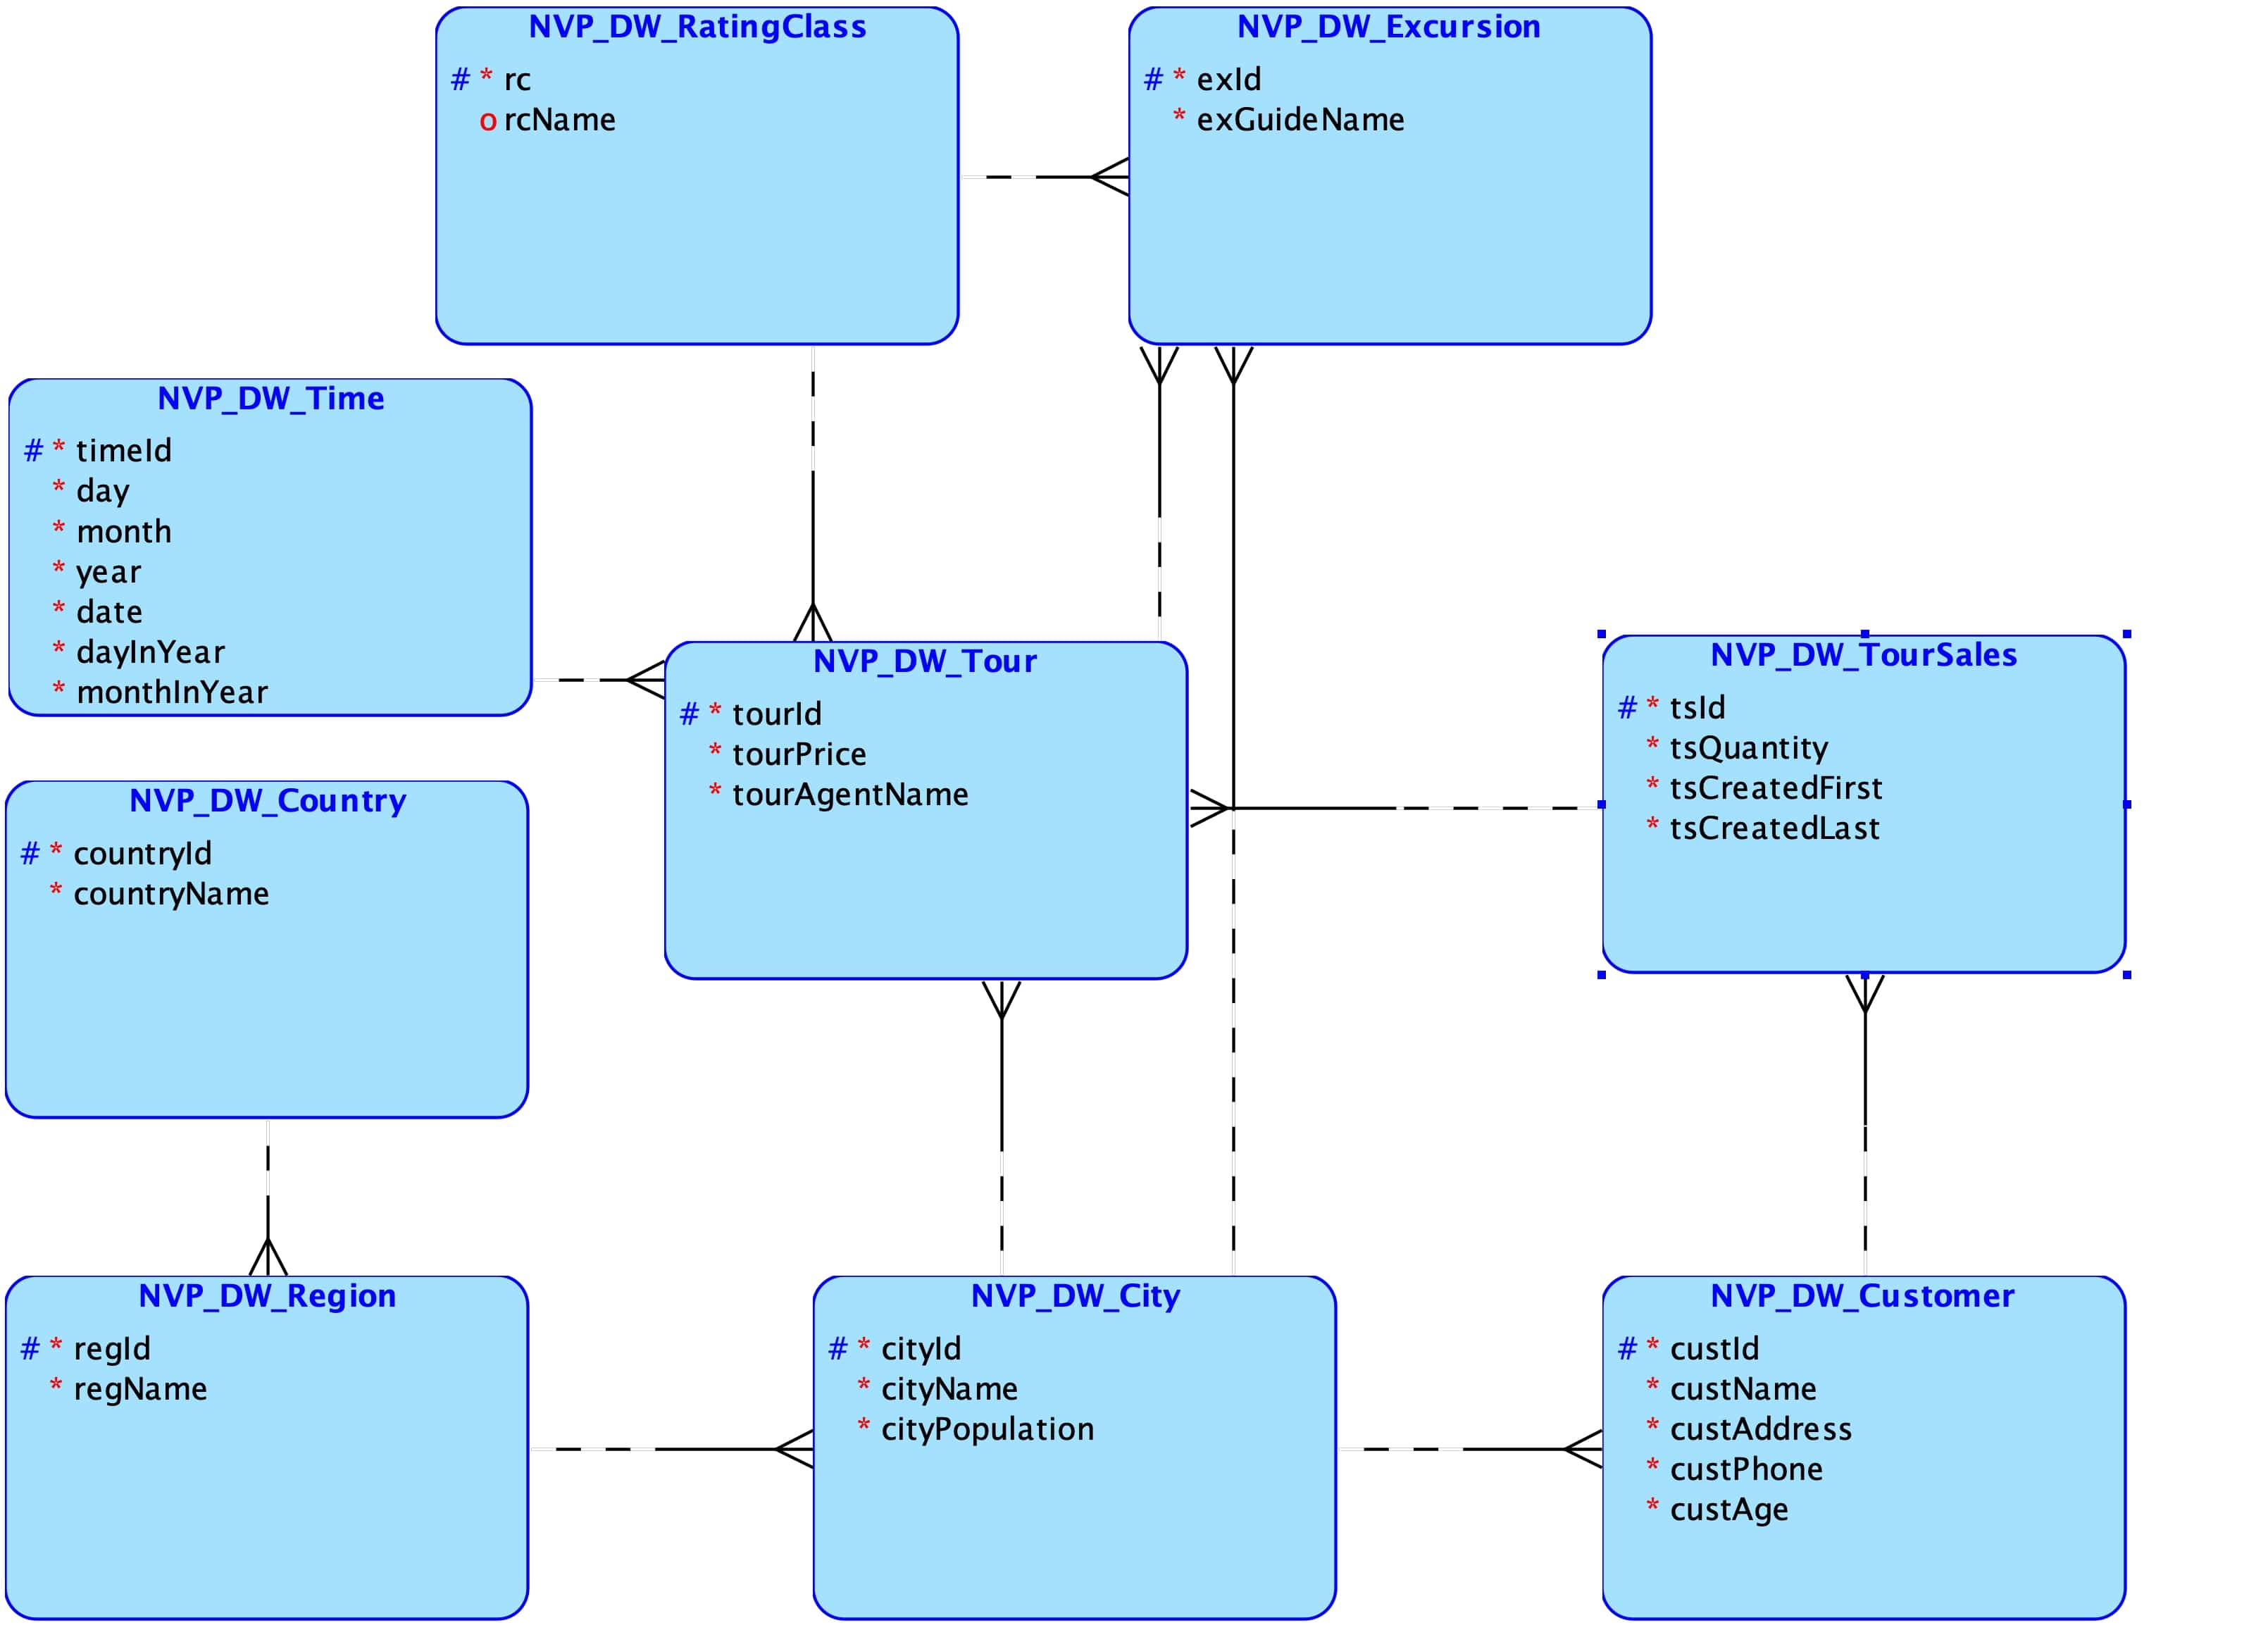 NVP_DW_RatingClass
# * rc
o rcName
NVP_DW_Excursion
# * exId
* exGuideName
NVP_DW_Time
# * timeId
* day
* month
* year
* date
* dayInYear
* monthInYear
NVP_DW_Tour
# * tourId
* tourPrice
* tourAgentName
NVP_DW_TourSales
# * tsId
* tsQuantity
* tsCreatedFirst
* tsCreatedLast
NVP_DW_Country
# * countryId
* countryName
NVP_DW_Region
# * regId
* regName
NVP_DW_City
# * cityId
* cityName
* cityPopulation
NVP_DW_Customer
# * custId
* custName
* custAddress
* custPhone
* custAge